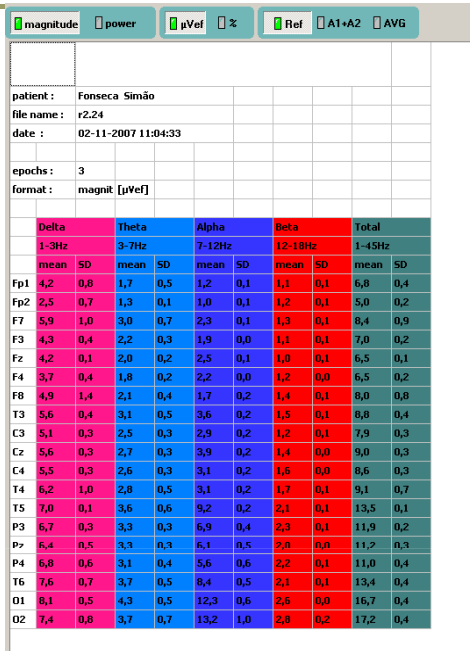 magnitude power µVef % Ref A1+A2 AVG
patient : Fonseca Simão
file name : r2.24
date : 02-11-2007 11:04:33
epochs : 3
format : magnit [µVef]
Delta Theta Alpha Beta Total
1-3Hz 3-7Hz 7-12Hz 12-18Hz 1-45Hz
mean SD mean SD mean SD mean SD mean SD
Fp1 4,2 0,8 1,7 0,5 1,2 0,1 1,1 0,1 6,8 0,4
Fp2 2,5 0,7 1,3 0,1 1,0 0,1 1,2 0,1 5,0 0,2
F7 5,9 1,0 3,0 0,7 2,3 0,1 1,3 0,1 8,4 0,9
F3 4,3 0,4 2,2 0,3 1,9 0,0 1,1 0,1 7,0 0,2
Fz 4,2 0,1 2,0 0,2 2,5 0,1 1,0 0,1 6,5 0,1
F4 3,7 0,4 1,8 0,2 2,2 0,0 1,2 0,0 6,5 0,2
F8 4,9 1,4 2,1 0,4 1,7 0,2 1,4 0,1 8,0 0,8
T3 5,6 0,4 3,1 0,5 3,6 0,2 1,5 0,1 8,8 0,4
C3 5,1 0,3 2,5 0,3 2,9 0,2 1,2 0,1 7,9 0,3
Cz 5,6 0,3 2,7 0,3 3,9 0,2 1,4 0,0 9,0 0,3
C4 5,5 0,3 2,6 0,3 3,1 0,2 1,6 0,0 8,6 0,3
T4 6,2 1,0 2,8 0,5 3,1 0,2 1,7 0,1 9,1 0,7
T5 7,0 0,1 3,6 0,6 9,2 0,2 2,1 0,1 13,5 0,1
P3 6,7 0,3 3,3 0,3 6,9 0,4 2,3 0,1 11,9 0,2
Pz 6,4 0,5 3,3 0,3 6,1 0,5 2,0 0,0 11,2 0,3
P4 6,8 0,6 3,1 0,4 5,6 0,6 2,2 0,1 11,0 0,4
T6 7,6 0,7 3,7 0,5 8,4 0,5 2,1 0,1 13,4 0,4
O1 8,1 0,5 4,3 0,5 12,3 0,6 2,6 0,0 16,7 0,4
O2 7,4 0,8 3,7 0,7 13,2 1,0 2,8 0,2 17,2 0,4